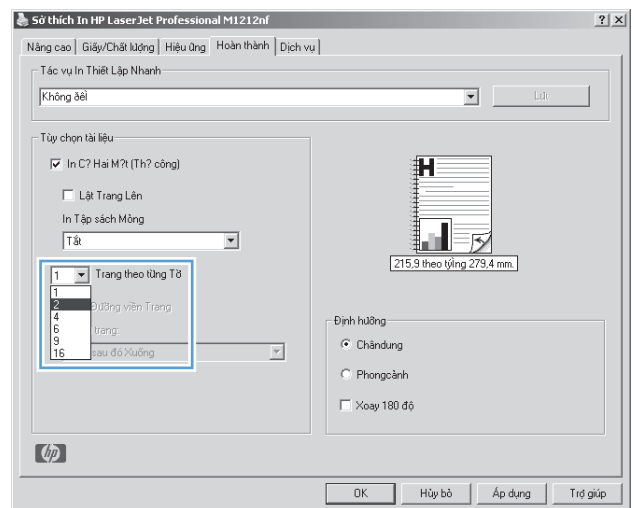 Sở thích In HP LaserJet Professional M1212nf
Nâng cao Giấy/Chất lượng Hiệu ứng Hoàn thành Dịch vụ
Tác vụ In Thiết Lập Nhanh
Không
Lưu
Tùy chọn tài liệu
In C? Hai M?t (Th? công)
Lật Trang Lên
In Tập sách Mỏng
Tắt
1 Trang theo từng Tờ
1
2 Đường viền Trang
4
6 trang:
9
16 sau đó Xuống
H
215,9 theo tỷlng 279,4 mm.
Định hướng
Chândung
Phongcành
Xoay 180 độ
hp
OK Hủy bỏ Áp dụng Trợ giúp